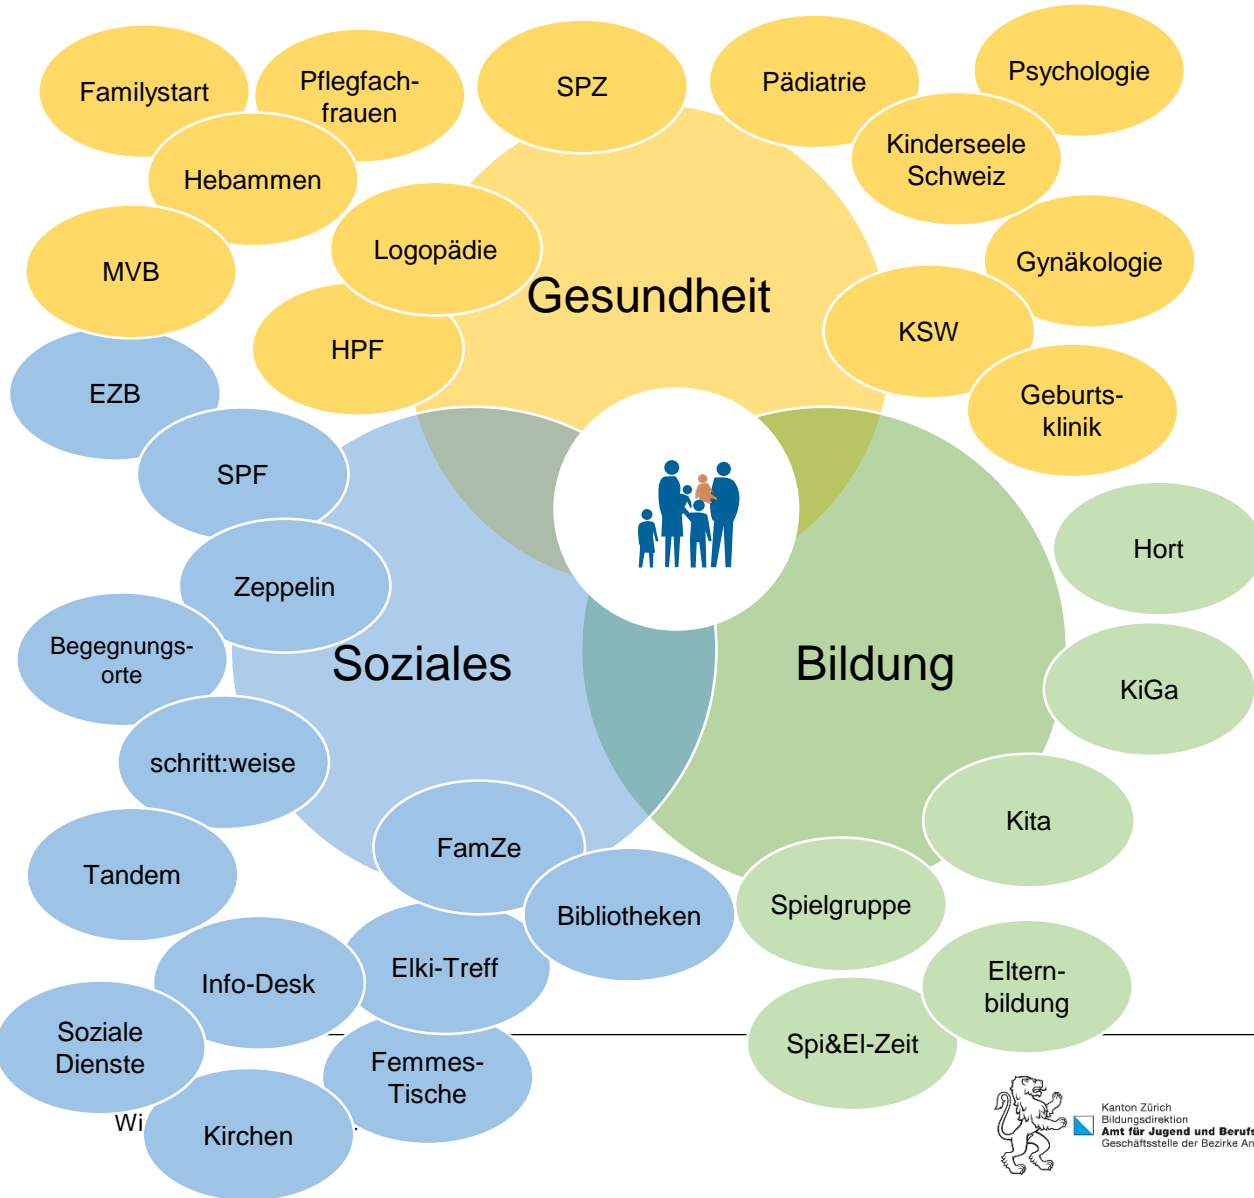 Familystart
Pflegfach-
frauen
SPZ
Pädiatrie
Psychologie
Hebammen
Kinderseele
Schweiz
MVB
Logopädie
Gynäkologie
Gesundheit
HPF
KSW
EZB
Geburts-
klinik
SPF
Hort
Zeppelin
Begegnungs-
orte
Soziales
Bildung
KiGa
schritt:weise
Kita
FamZe
Tandem
Bibliotheken
Spielgruppe
Info-Desk
Elki-Treff
Eltern-
bildung
Soziale
Dienste
Femmes-
Tische
Spi&El-Zeit
Wi
Kirchen
Kanton Zürich
Bildungsdirektion
Amt für Jugend und Berufs
Geschäftsstelle der Bezirke An